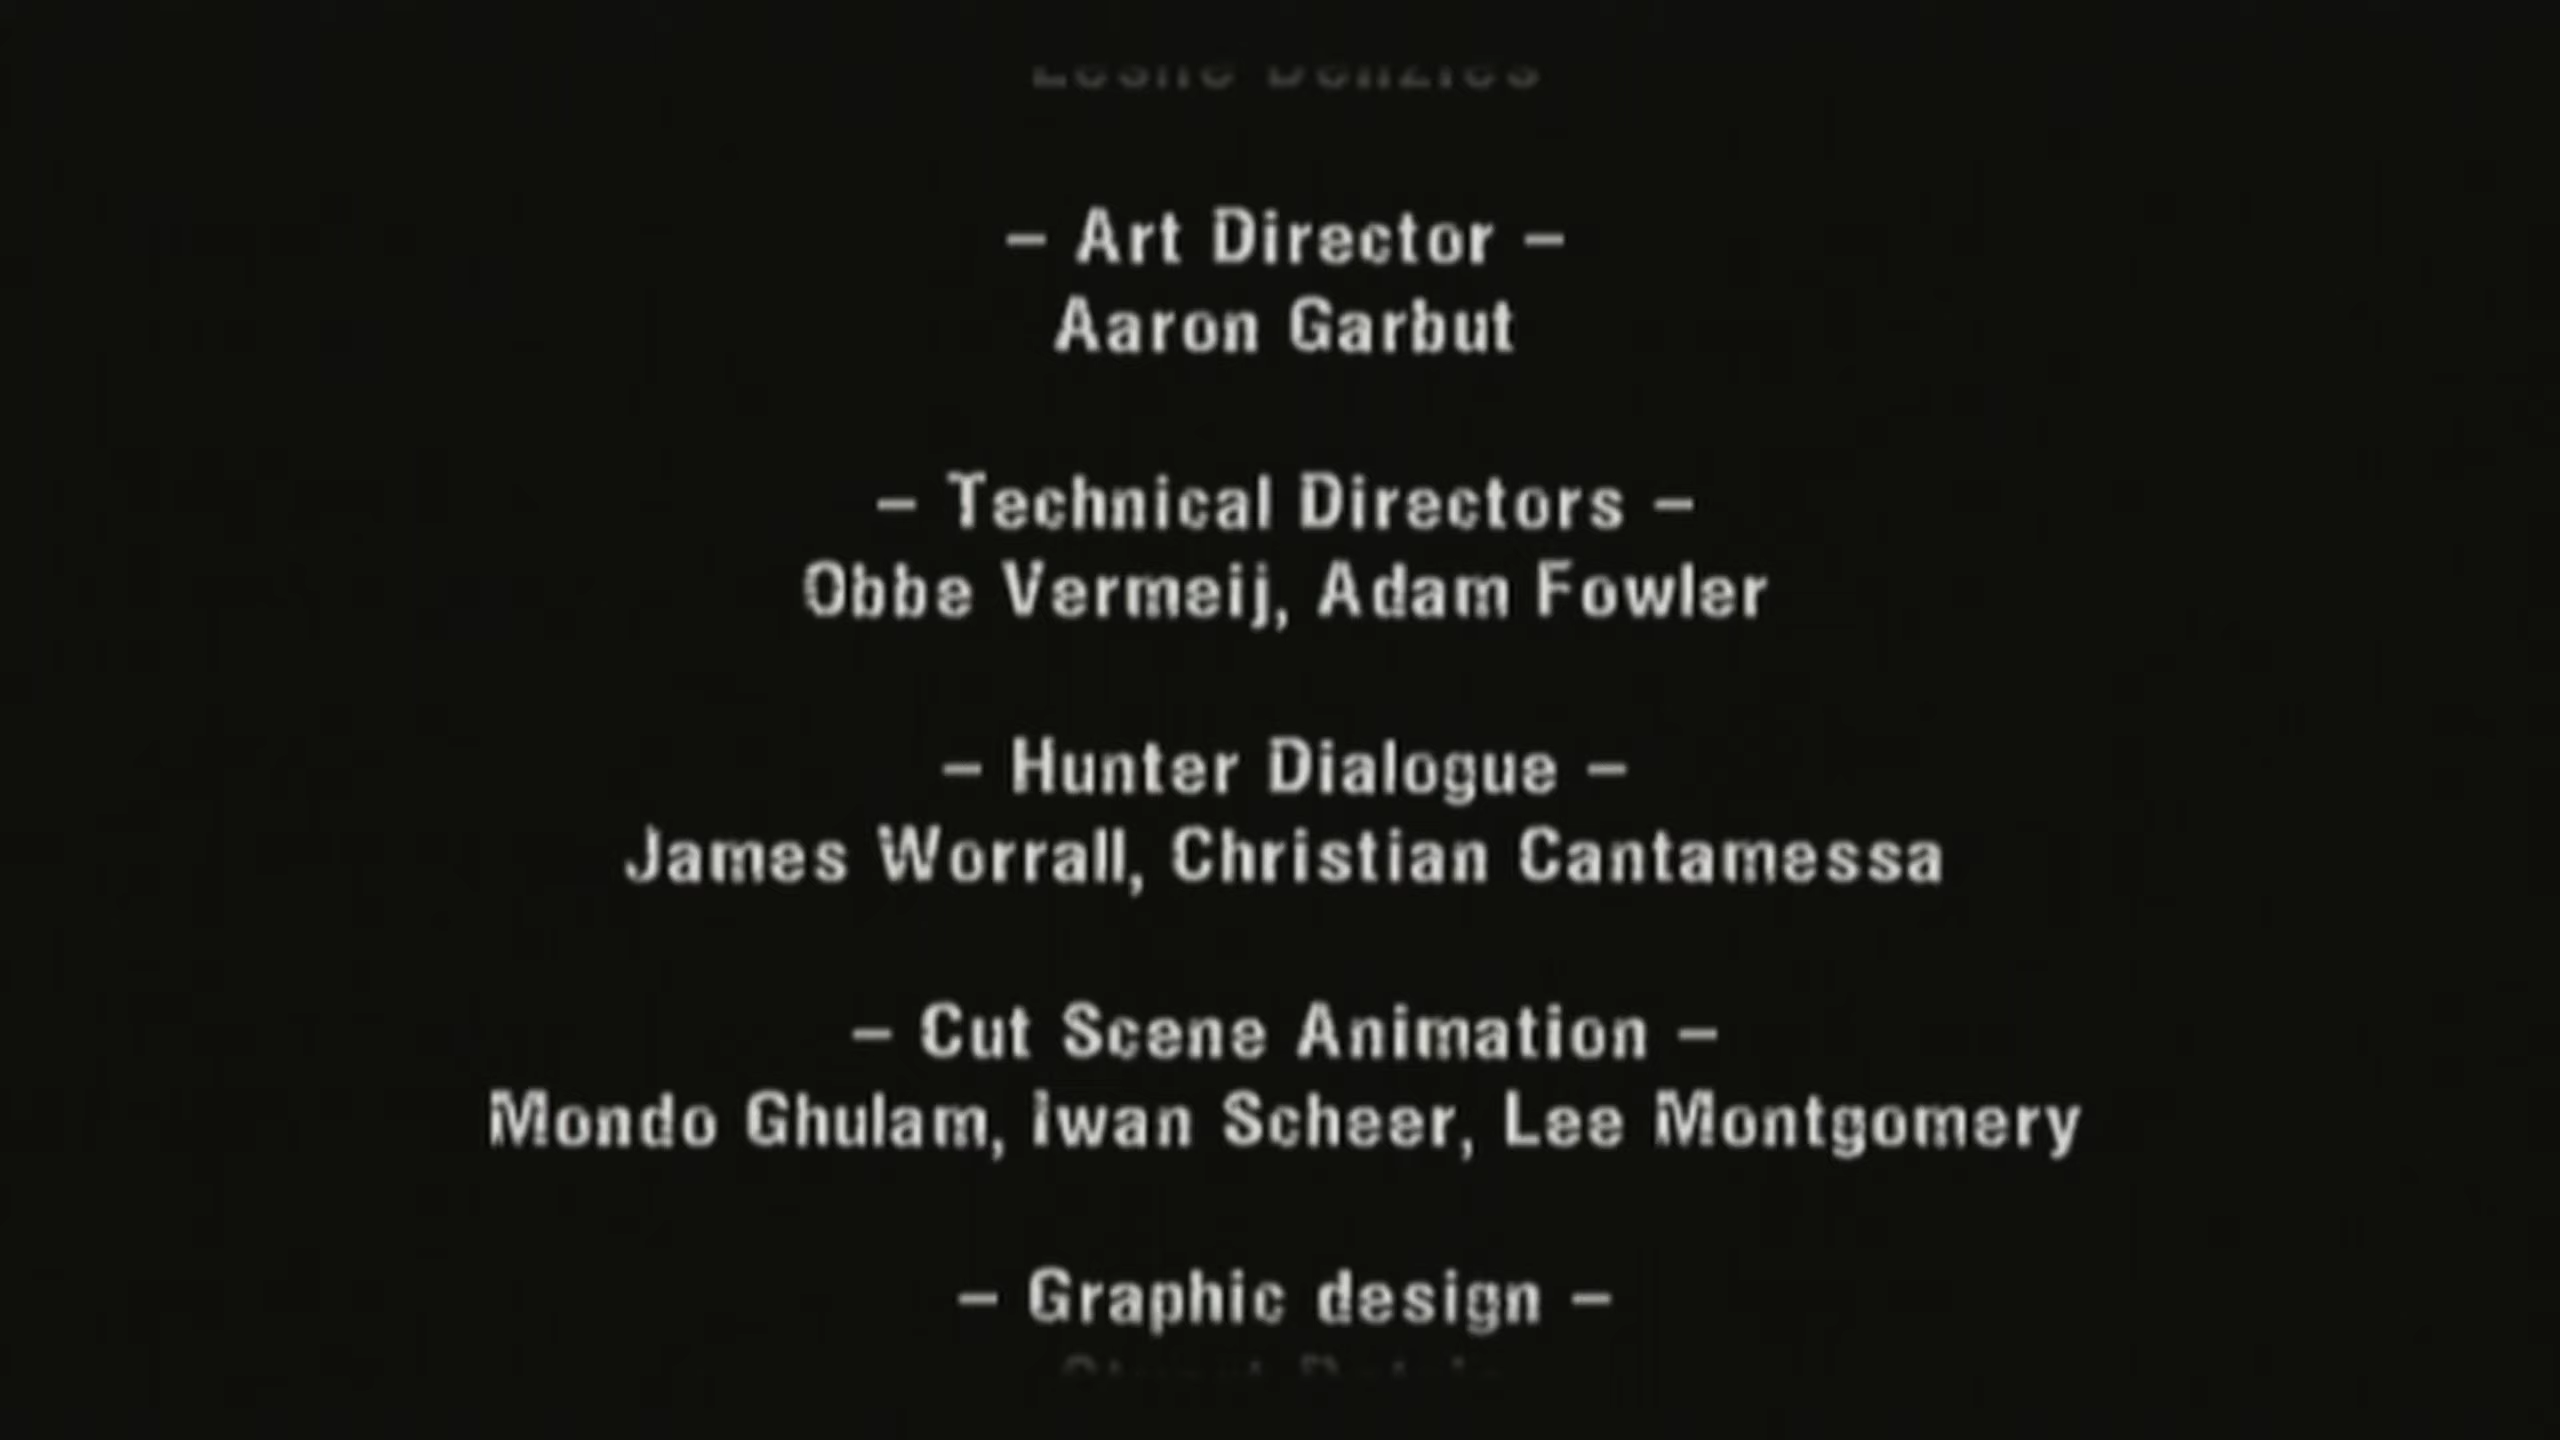 – Art Director –
Aaron Garbut
– Technical Directors –
Obbe Vermeij, Adam Fowler
– Hunter Dialogue –
James Worrall, Christian Cantamessa
– Cut Scene Animation –
Mondo Ghulam, Iwan Scheer, Lee Montgomery
– Graphic design –